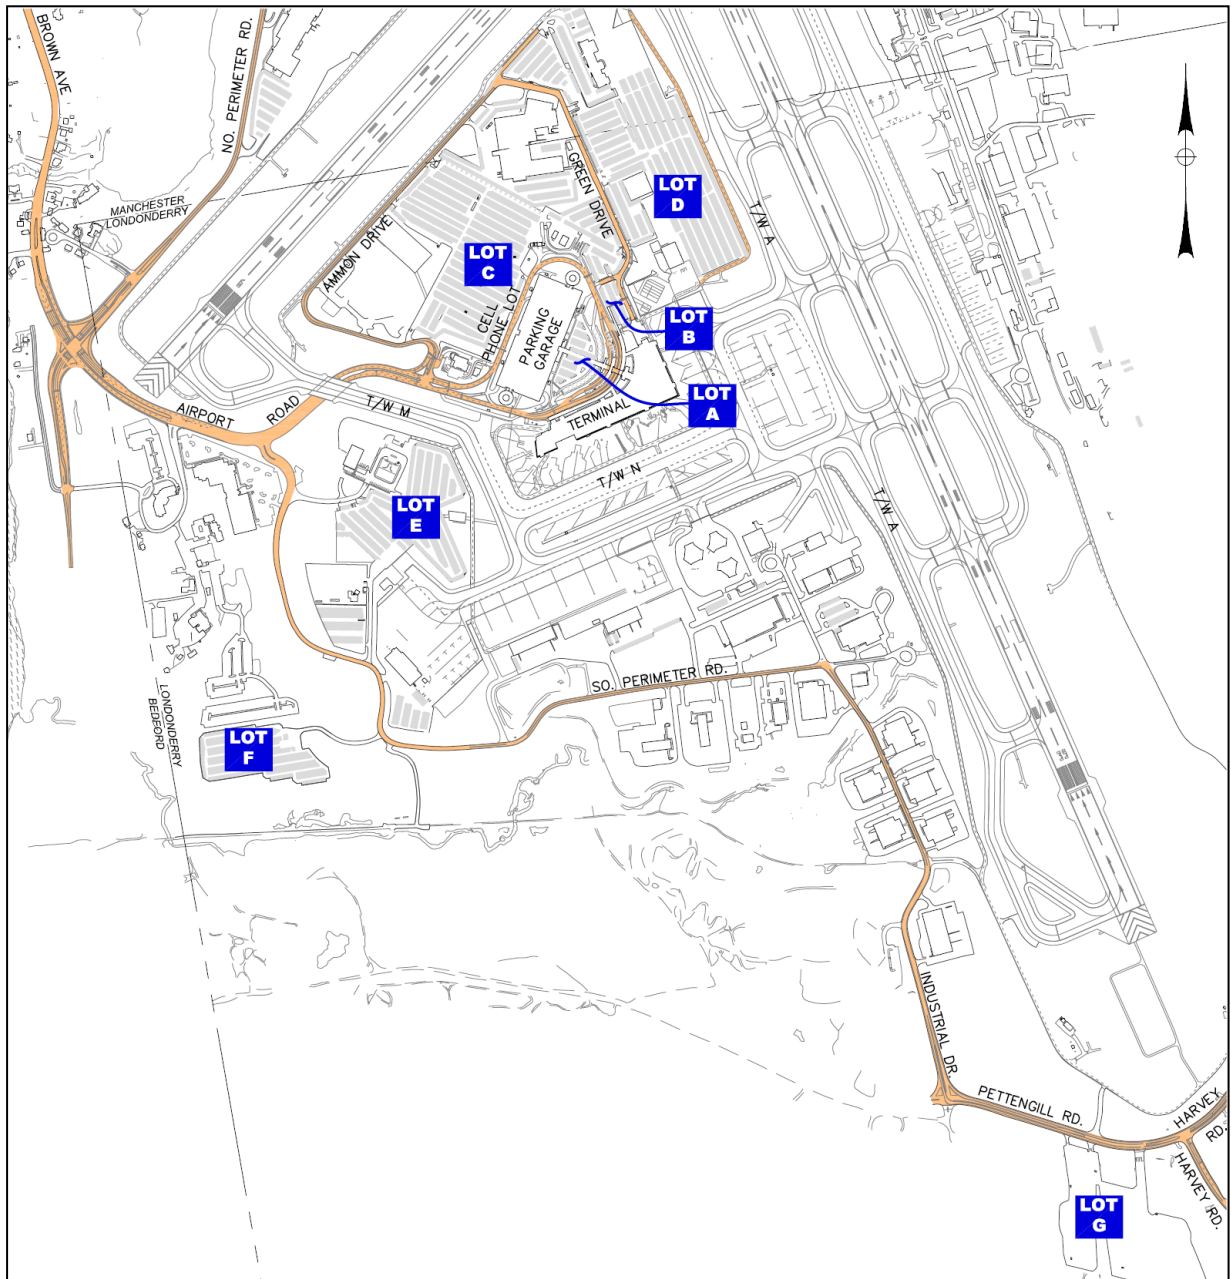 BROWN AVE
NO. PERIMETER RD.
MANCHESTER
LONDONDERRY
AMMON DRIVE
GREEN DRIVE
LOT
D
T/W A
LOT
C
CELL
PHONE LOT
PARKING
GARAGE
LOT
B
LOT
A
TERMINAL
AIRPORT ROAD
T/W M
T/W N
T/W A
LOT
E
SO. PERIMETER RD.
LONDONDERRY
BEDFORD
LOT
F
35
INDUSTRIAL DR.
PETTENGILL RD.
HARVEY RD.
HARVEY RD.
LOT
G